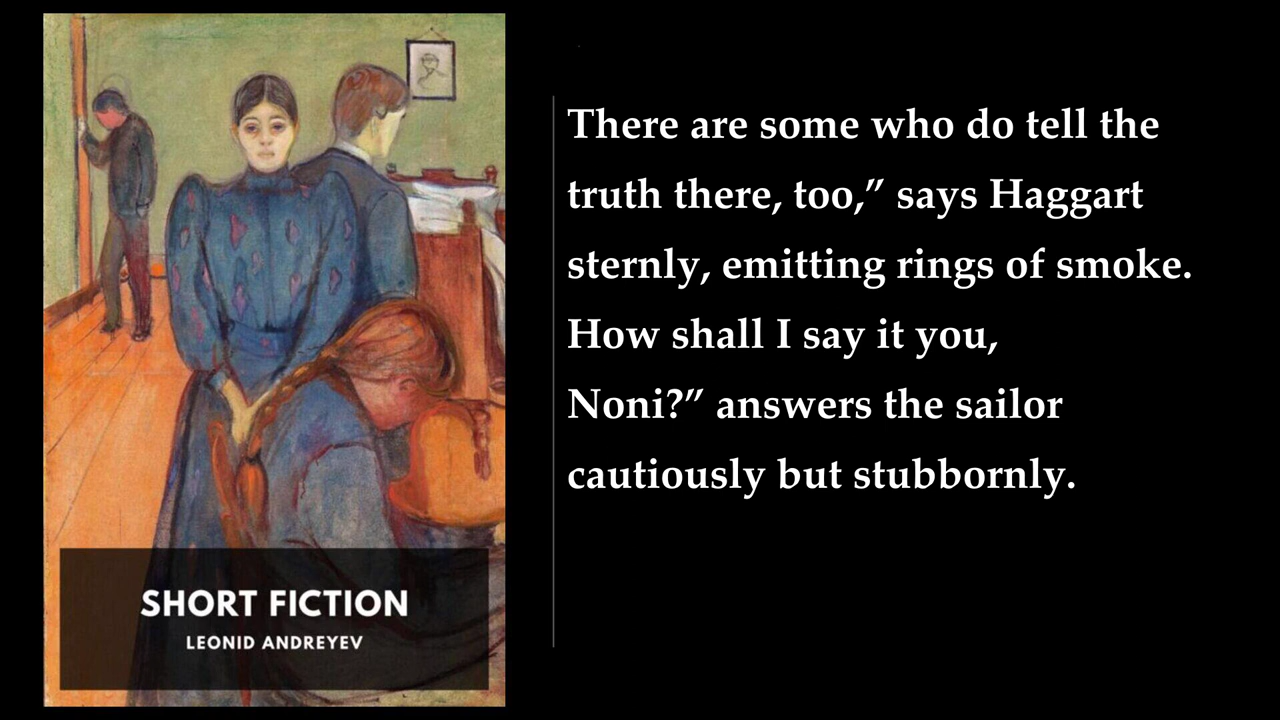 There are some who do tell the
truth there, too,” says Haggart
sternly, emitting rings of smoke.
How shall I say it you,
Noni?” answers the sailor
cautiously but stubbornly.
SHORT FICTION
LEONID ANDREYEV